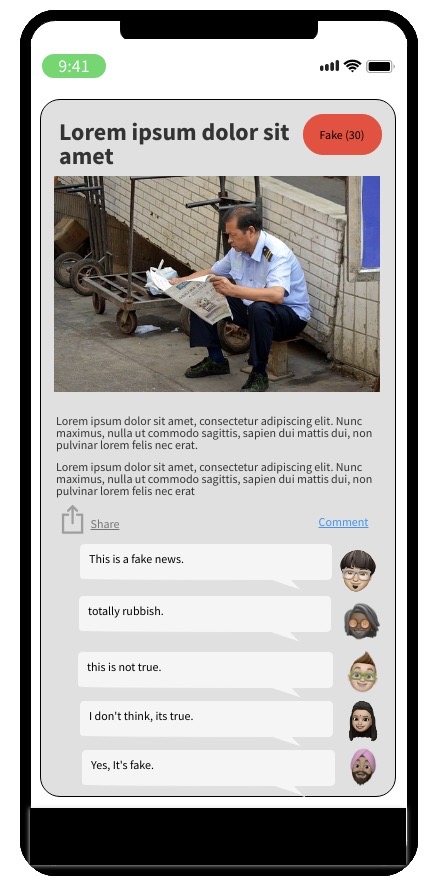 9:41
Lorem ipsum dolor sit
amet
Fake (30)
Lorem ipsum dolor sit amet, consectetur adipiscing elit. Nunc
maximus, nulla ut commodo sagittis, sapien dui mattis dui, non
pulvinar lorem felis nec erat.
Lorem ipsum dolor sit amet, consectetur adipiscing elit. Nunc
maximus, nulla ut commodo sagittis, sapien dui mattis dui, non
pulvinar lorem felis nec erat
Share
Comment
This is a fake news.
totally rubbish.
this is not true.
I don't think, its true.
Yes, It's fake.